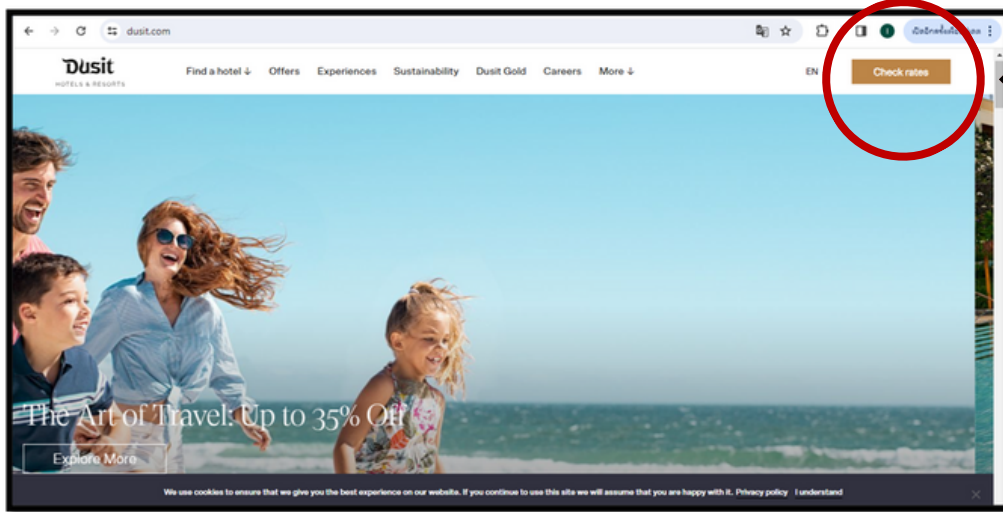 dusit.com
Dusit
HOTELS & RESORTS
Find a hotel ↓ Offers Experiences Sustainability Dusit Gold Careers More ↓
EN
Check rates
The Art of Travel: Up to 35% Off
Explore More
We use cookies to ensure that we give you the best experience on our website. If you continue to use this site we will assume that you are happy with it. Privacy policy I understand